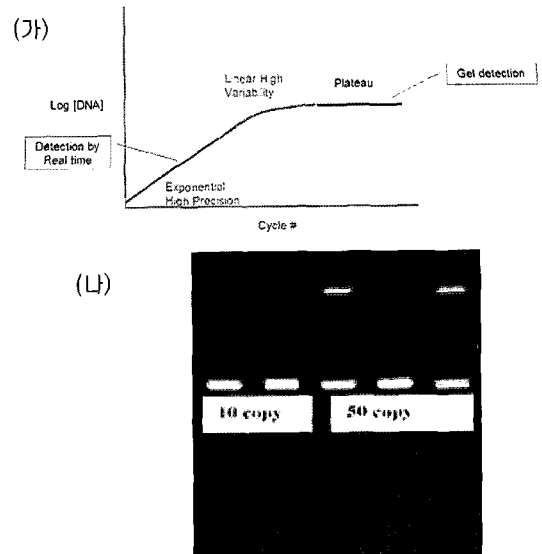 (가)
Linear High
Variability
Plateau
Gel detection
Log [DNA]
Detection by
Real time
Exponential
High Precision
Cycle #
(나)
10 copy
50 copy